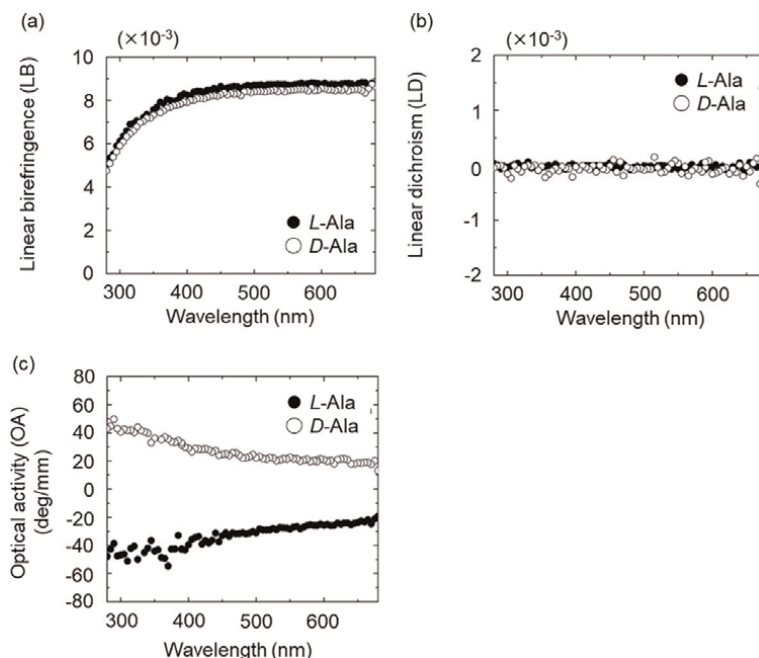 (a)
(×10⁻³)
Linear birefringence (LB)
10
8
6
4
2
0
L-Ala
D-Ala
300 400 500 600
Wavelength (nm)
(b)
(×10⁻³)
Linear dichroism (LD)
2
1
0
-1
-2
L-Ala
D-Ala
300 400 500 600
Wavelength (nm)
(c)
Optical activity (OA)
(deg/mm)
80
60
40
20
0
-20
-40
-60
-80
L-Ala
D-Ala
300 400 500 600
Wavelength (nm)